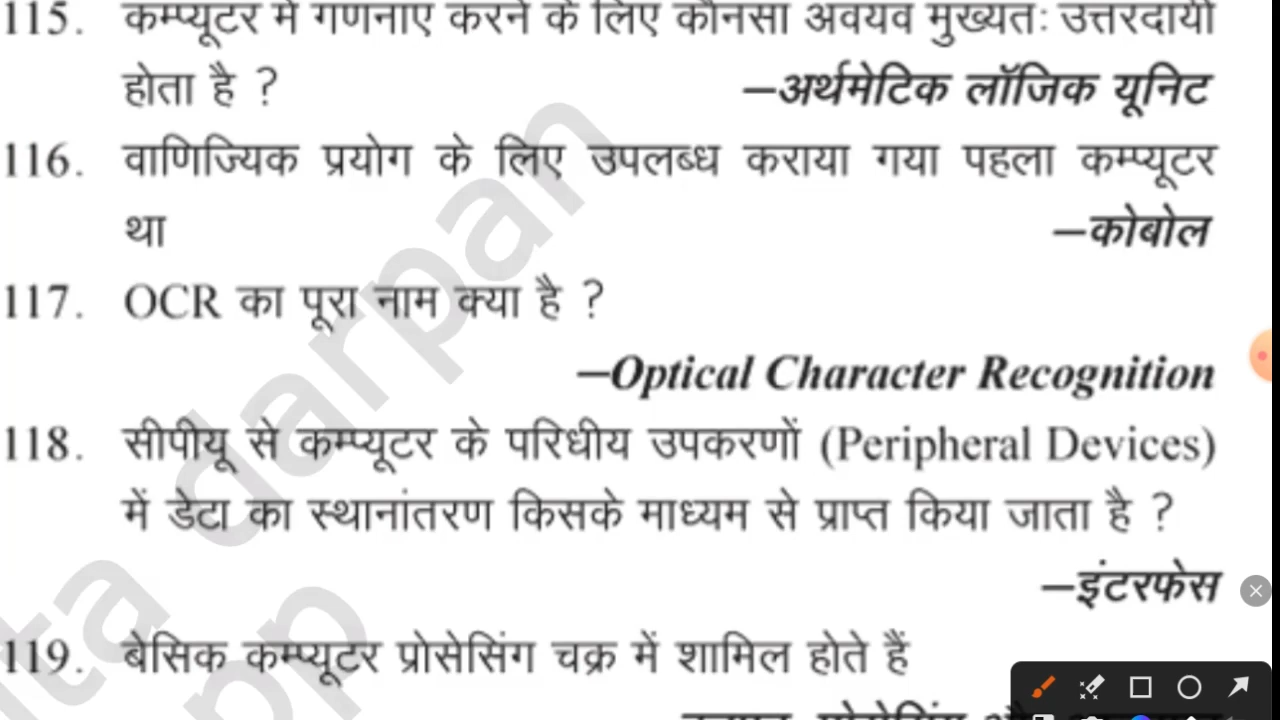 115. कम्प्यूटर में गणनाएं करने के लिए कौनसा अवयव मुख्यतः उत्तरदायी
होता है ? –अर्थमेटिक लॉजिक यूनिट
116. वाणिज्यिक प्रयोग के लिए उपलब्ध कराया गया पहला कम्प्यूटर
था –कोबोल
117. OCR का पूरा नाम क्या है ?
–Optical Character Recognition
118. सीपीयू से कम्प्यूटर के परिधीय उपकरणों (Peripheral Devices)
में डेटा का स्थानांतरण किसके माध्यम से प्राप्त किया जाता है ?
–इंटरफेस
119. बेसिक कम्प्यूटर प्रोसेसिंग चक्र में शामिल होते हैं
darpan